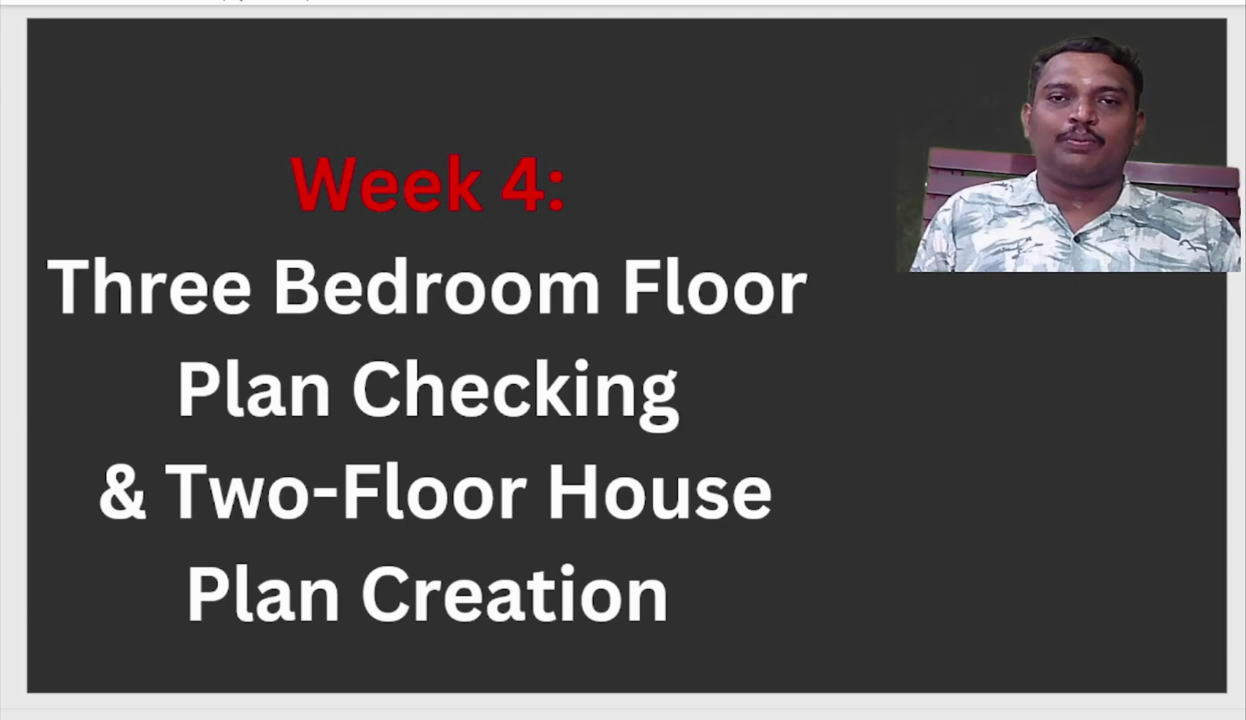 Week 4:
Three Bedroom Floor
Plan Checking
& Two-Floor House
Plan Creation